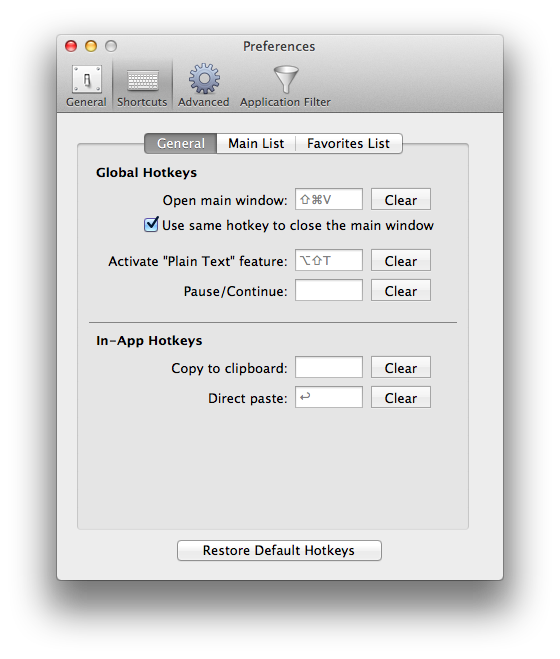 Preferences
General Shortcuts Advanced Application Filter
General Main List Favorites List
Global Hotkeys
Open main window: ⇧⌘V Clear
Use same hotkey to close the main window
Activate "Plain Text" feature: ⌥⇧T Clear
Pause/Continue: Clear
In-App Hotkeys
Copy to clipboard: Clear
Direct paste: ↩ Clear
Restore Default Hotkeys